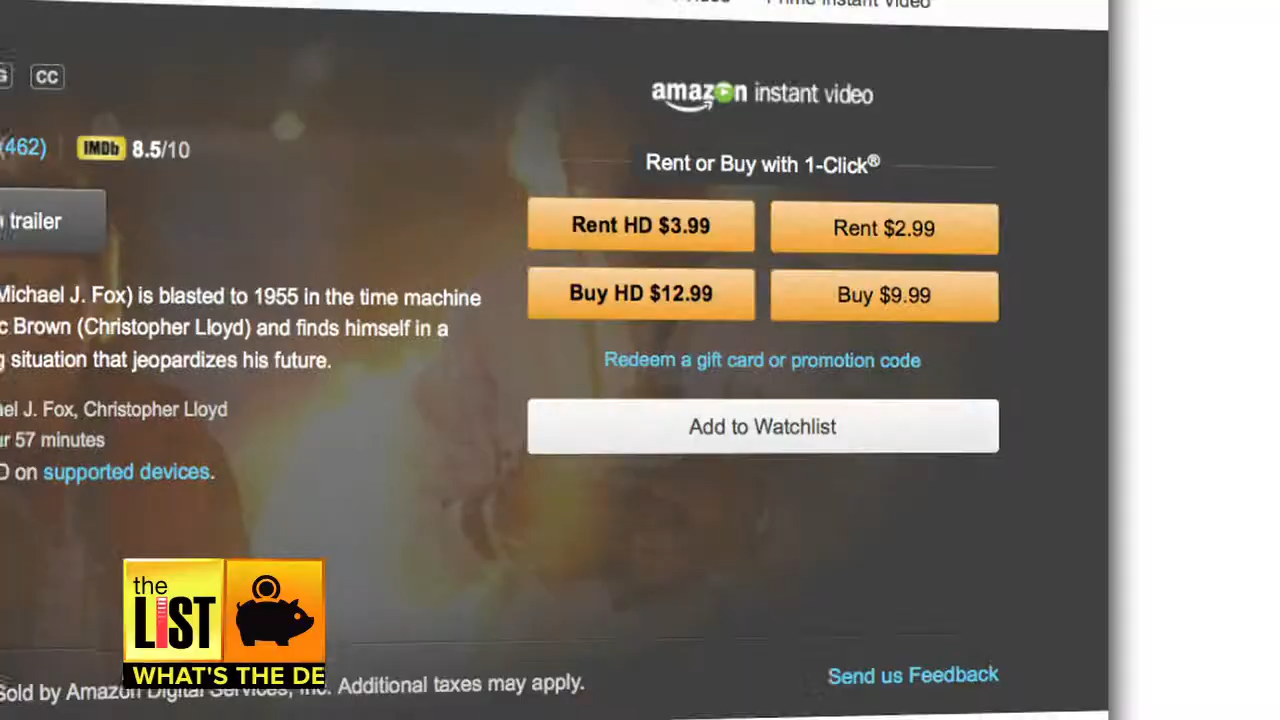 Prime Instant Video
G CC
(462) IMDb 8.5/10
trailer
Michael J. Fox) is blasted to 1955 in the time machine
c Brown (Christopher Lloyd) and finds himself in a
g situation that jeopardizes his future.
el J. Fox, Christopher Lloyd
ur 57 minutes
D on supported devices.
amazon instant video
Rent or Buy with 1-Click®
Rent HD $3.99 Rent $2.99
Buy HD $12.99 Buy $9.99
Redeem a gift card or promotion code
Add to Watchlist
the
LIST
WHAT'S THE DE
Sold by Amazon Digital Services, Inc. Additional taxes may apply.
Send us Feedback